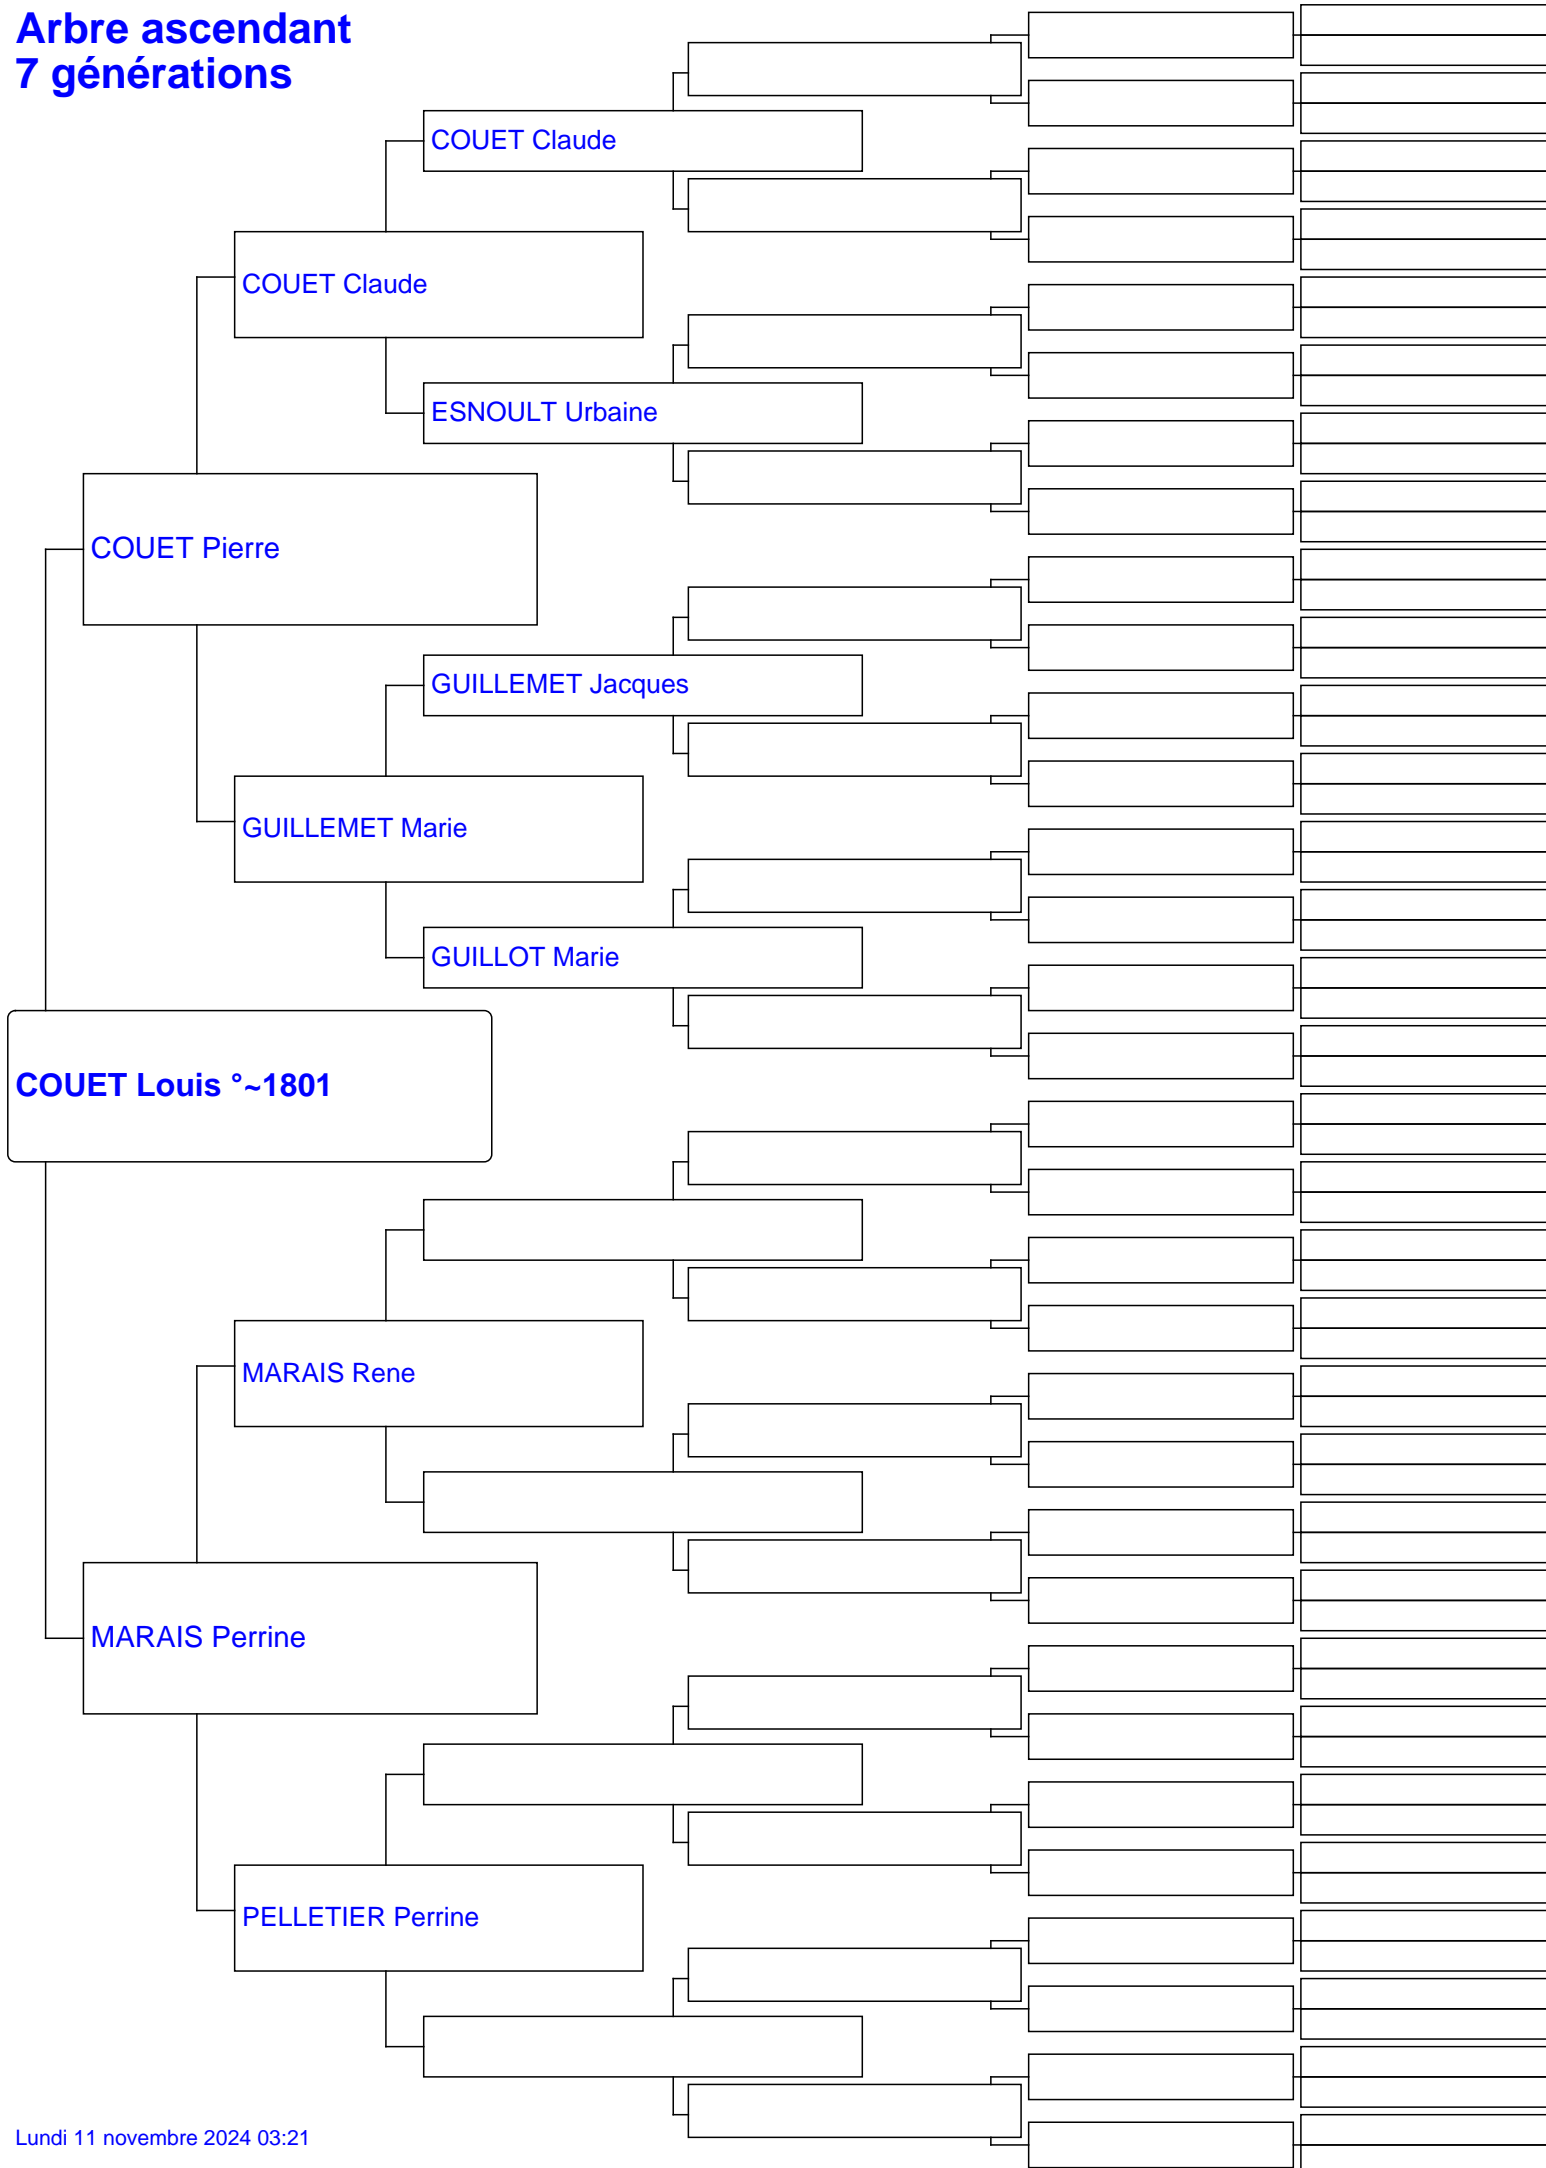 Arbre ascendant
7 générations
COUET Claude
COUET Claude
ESNOULT Urbaine
COUET Pierre
GUILLEMET Jacques
GUILLEMET Marie
GUILLOT Marie
COUET Louis °~1801
MARAIS Rene
MARAIS Perrine
PELLETIER Perrine
Lundi 11 novembre 2024 03:21